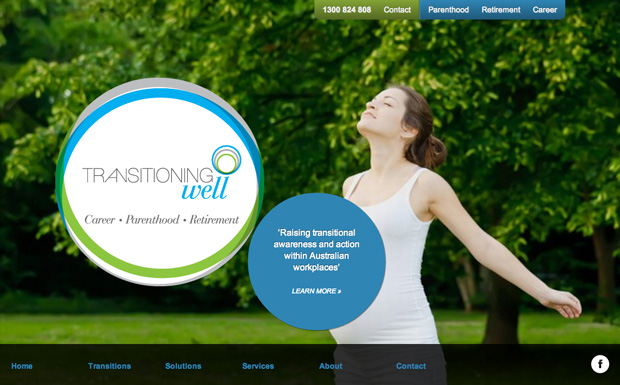 1300 824 808 Contact Parenthood Retirement Career
TRANSITIONING
well
Career • Parenthood • Retirement
'Raising transitional
awareness and action
within Australian
workplaces'
LEARN MORE »
Home Transitions Solutions Services About Contact
f